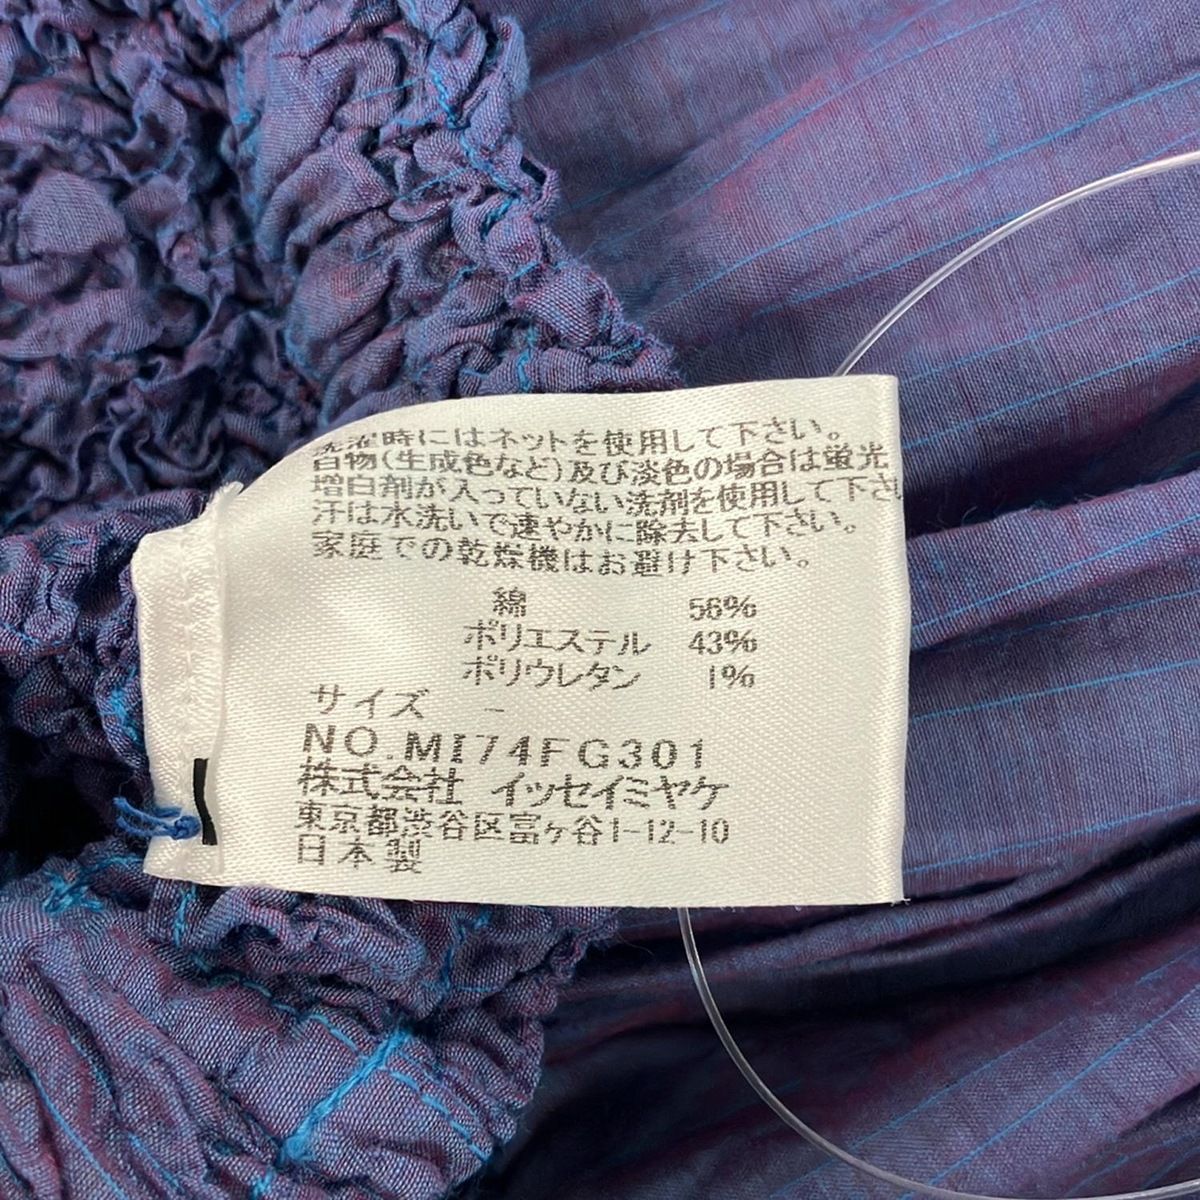 洗濯時にはネットを使用して下さい。
白物(生成色など)及び淡色の場合は蛍光
増白剤が入っていない洗剤を使用して下さい
汗は水洗いで速やかに除去して下さい。
家庭での乾燥機はお避け下さい。
綿 56%
ポリエステル 43%
ポリウレタン 1%
サイズ -
NO.MI74FG301
株式会社 イッセイミヤケ
東京都渋谷区富ヶ谷1-12-10
日本製